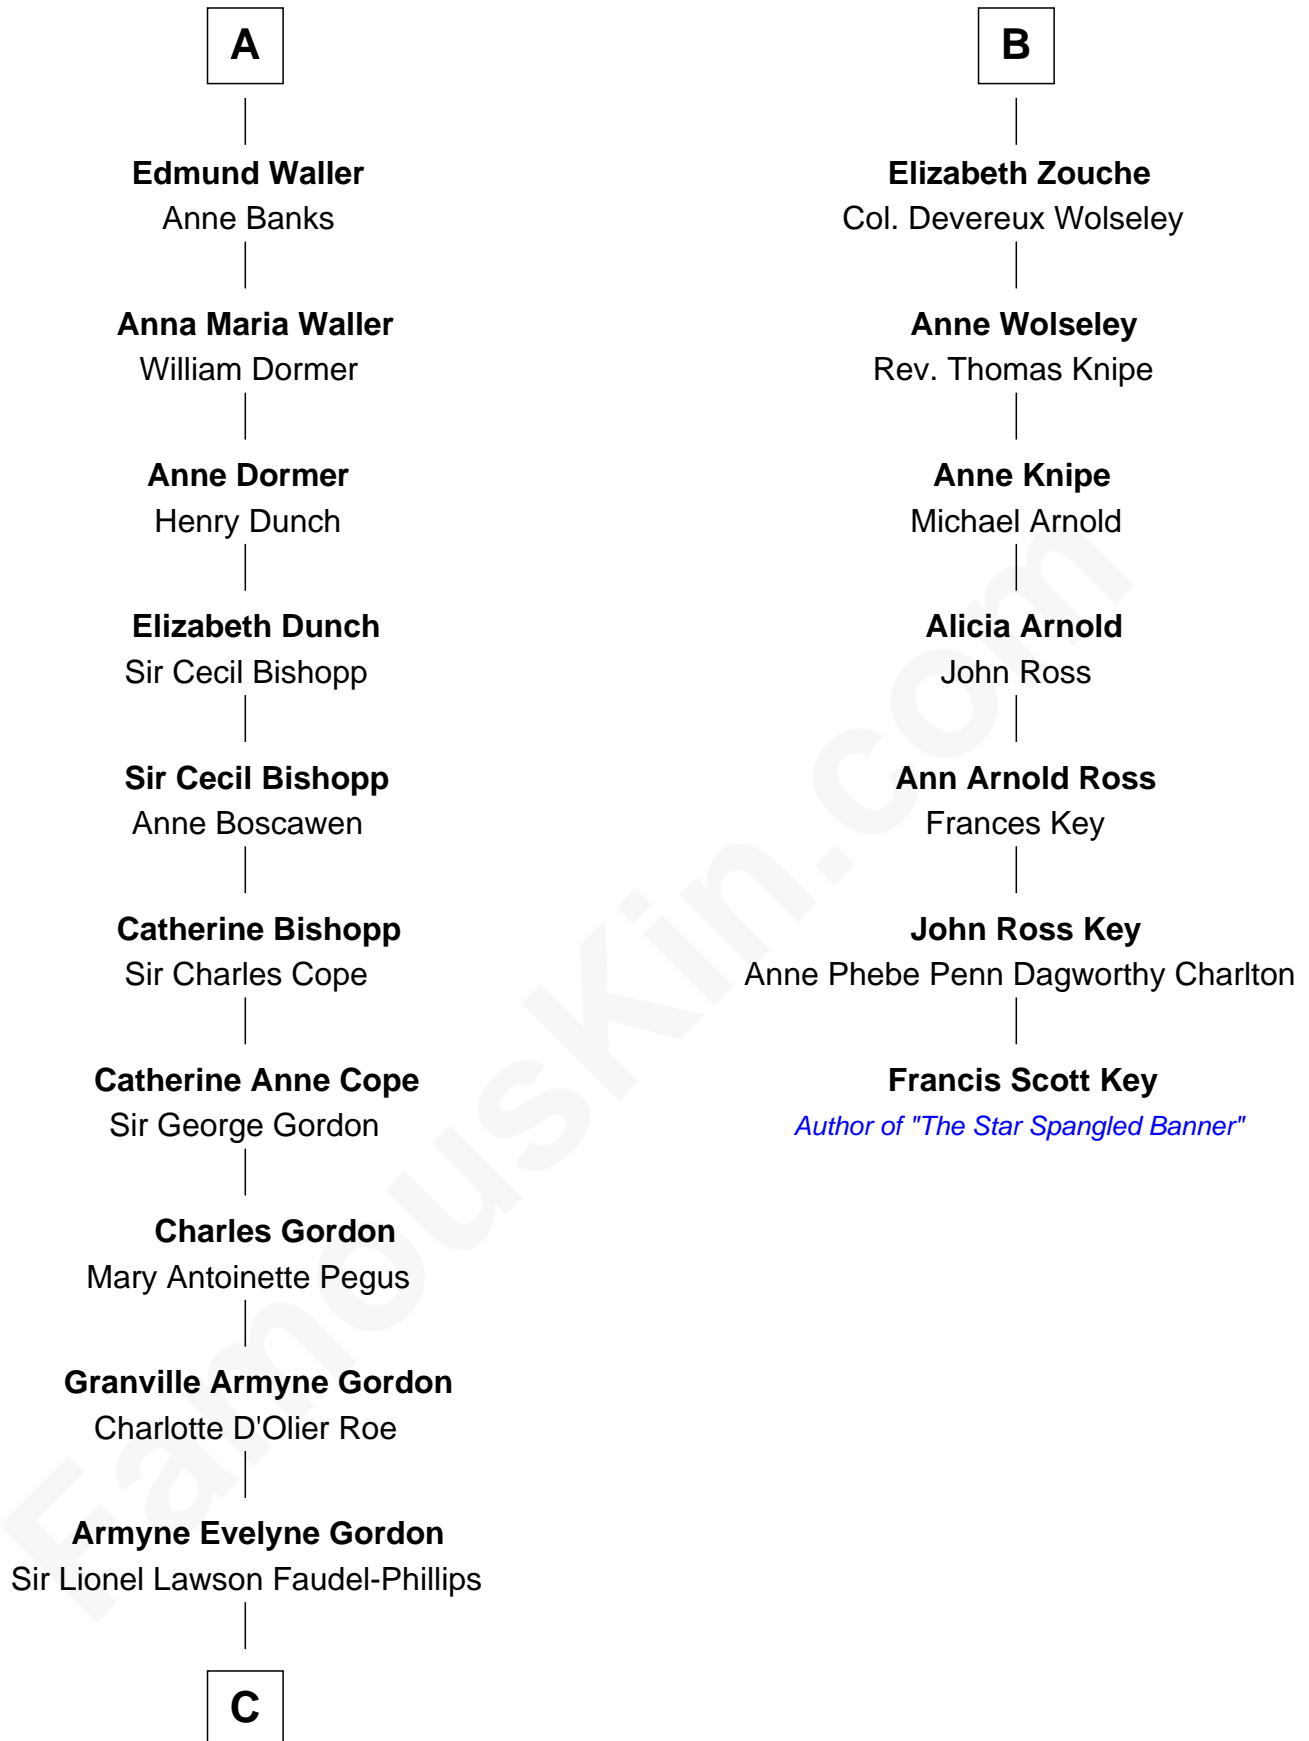 A
Edmund Waller
Anne Banks
Anna Maria Waller
William Dormer
Anne Dormer
Henry Dunch
Elizabeth Dunch
Sir Cecil Bishopp
Sir Cecil Bishopp
Anne Boscawen
Catherine Bishopp
Sir Charles Cope
Catherine Anne Cope
Sir George Gordon
Charles Gordon
Mary Antoinette Pegus
Granville Armyne Gordon
Charlotte D'Olier Roe
Armyne Evelyne Gordon
Sir Lionel Lawson Faudel-Phillips
C
B
Elizabeth Zouche
Col. Devereux Wolseley
Anne Wolseley
Rev. Thomas Knipe
Anne Knipe
Michael Arnold
Alicia Arnold
John Ross
Ann Arnold Ross
Frances Key
John Ross Key
Anne Phebe Penn Dagworthy Charlton
Francis Scott Key
Author of "The Star Spangled Banner"
FamousKin.com